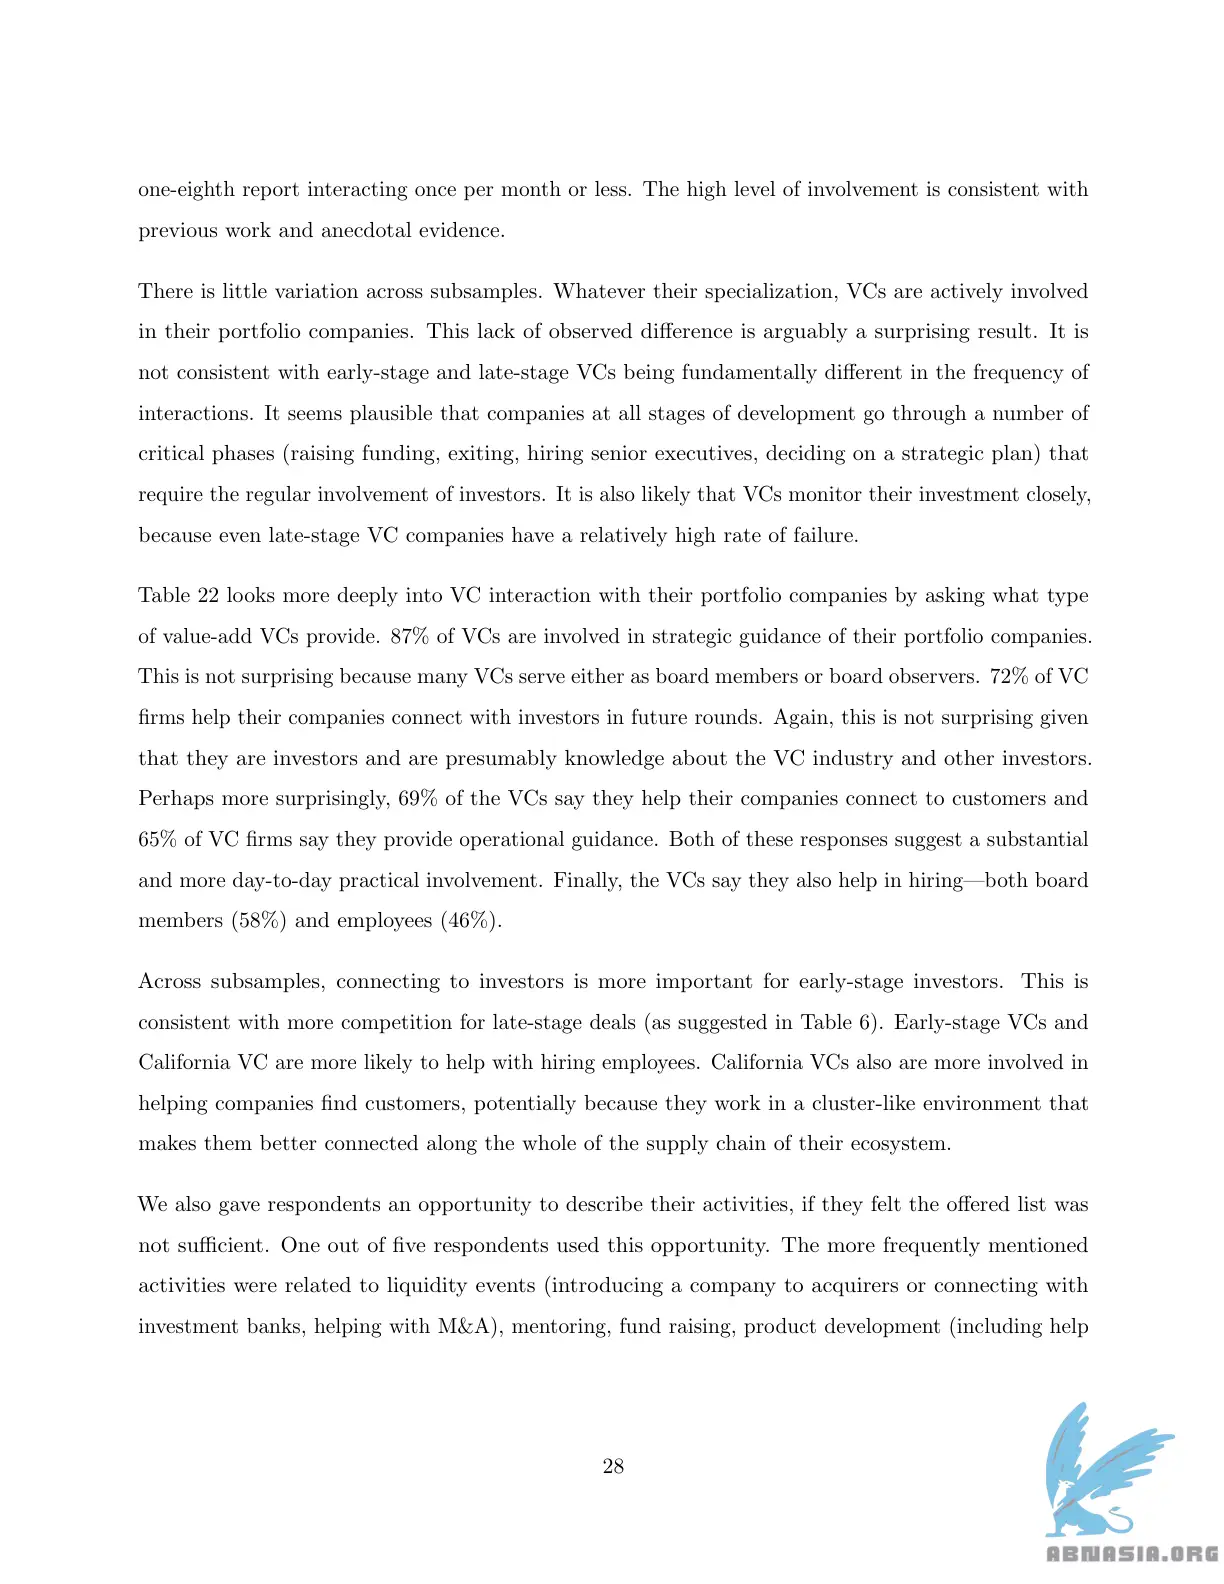 one-eighth report interacting once per month or less. The high level of involvement is consistent with
previous work and anecdotal evidence.
There is little variation across subsamples. Whatever their specialization, VCs are actively involved
in their portfolio companies. This lack of observed difference is arguably a surprising result. It is
not consistent with early-stage and late-stage VCs being fundamentally different in the frequency of
interactions. It seems plausible that companies at all stages of development go through a number of
critical phases (raising funding, exiting, hiring senior executives, deciding on a strategic plan) that
require the regular involvement of investors. It is also likely that VCs monitor their investment closely,
because even late-stage VC companies have a relatively high rate of failure.
Table 22 looks more deeply into VC interaction with their portfolio companies by asking what type
of value-add VCs provide. 87% of VCs are involved in strategic guidance of their portfolio companies.
This is not surprising because many VCs serve either as board members or board observers. 72% of VC
firms help their companies connect with investors in future rounds. Again, this is not surprising given
that they are investors and are presumably knowledge about the VC industry and other investors.
Perhaps more surprisingly, 69% of the VCs say they help their companies connect to customers and
65% of VC firms say they provide operational guidance. Both of these responses suggest a substantial
and more day-to-day practical involvement. Finally, the VCs say they also help in hiring—both board
members (58%) and employees (46%).
Across subsamples, connecting to investors is more important for early-stage investors. This is
consistent with more competition for late-stage deals (as suggested in Table 6). Early-stage VCs and
California VC are more likely to help with hiring employees. California VCs also are more involved in
helping companies find customers, potentially because they work in a cluster-like environment that
makes them better connected along the whole of the supply chain of their ecosystem.
We also gave respondents an opportunity to describe their activities, if they felt the offered list was
not sufficient. One out of five respondents used this opportunity. The more frequently mentioned
activities were related to liquidity events (introducing a company to acquirers or connecting with
investment banks, helping with M&A), mentoring, fund raising, product development (including help
28
ABNASIA.ORG